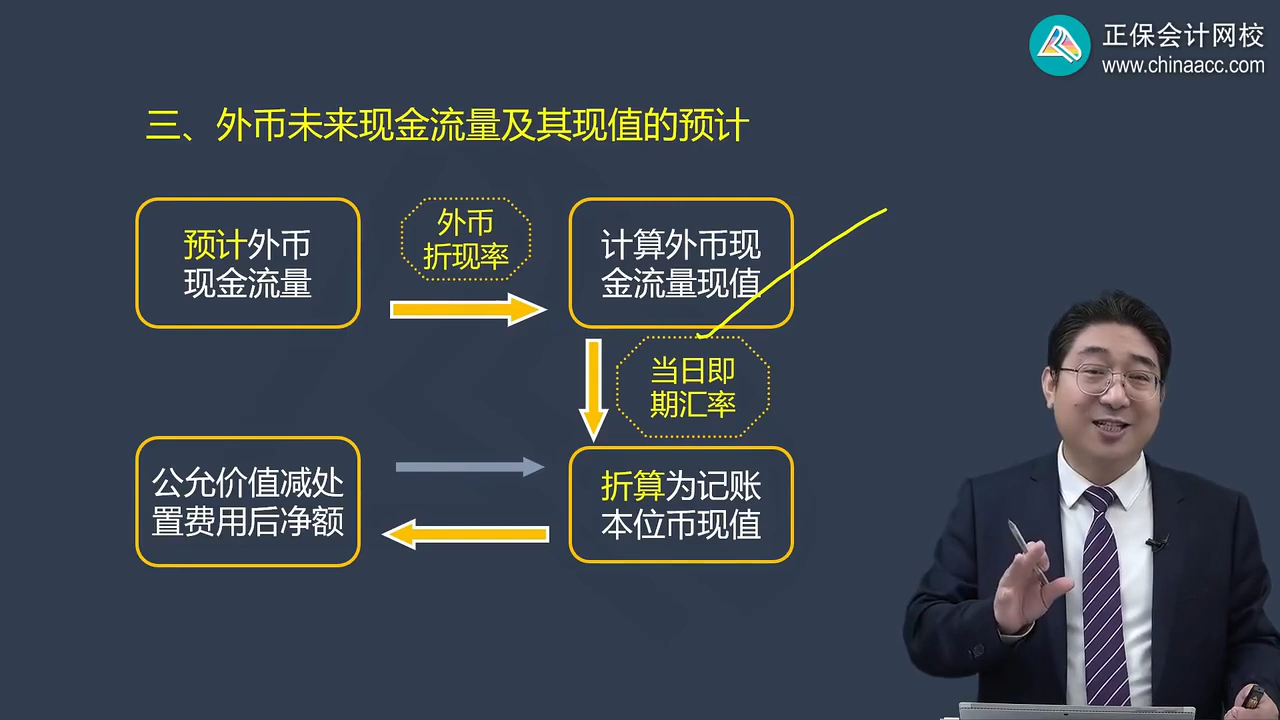 正保会计网校
www.chinaacc.com
三、外币未来现金流量及其现值的预计
预计外币
现金流量
外币
折现率
计算外币现
金流量现值
当日即
期汇率
公允价值减处
置费用后净额
折算为记账
本位币现值